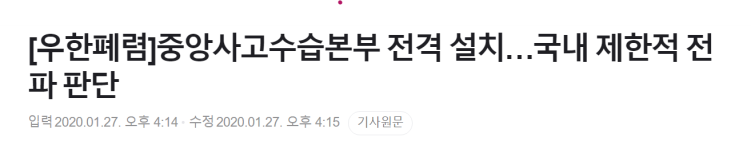 [우한폐렴]중앙사고수습본부 전격 설치…국내 제한적 전
파 판단
입력 2020.01.27. 오후 4:14 · 수정 2020.01.27. 오후 4:15 기사원문